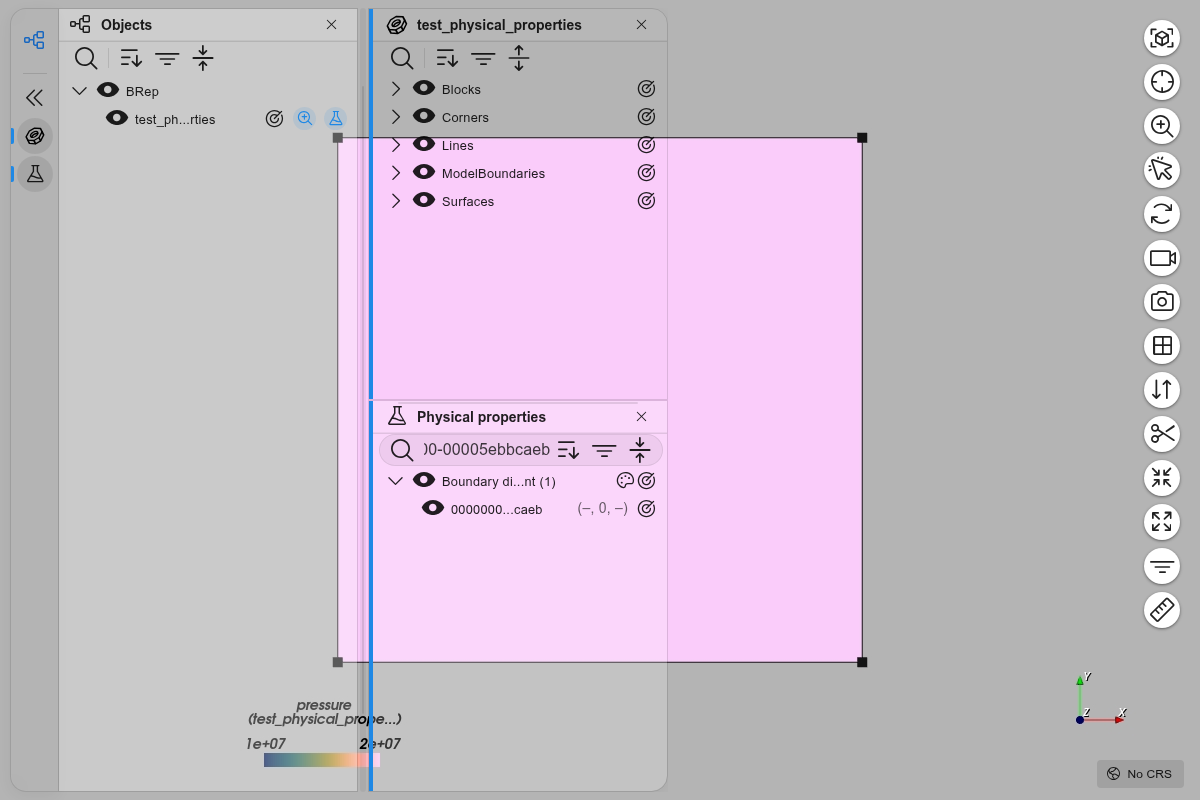 Objects
BRep
test_ph...rties
test_physical_properties
Blocks
Corners
Lines
ModelBoundaries
Surfaces
Physical properties
00-00005ebbcaeb
Boundary di...nt (1)
0000000...caeb (–, 0, –)
pressure
(test_physical_prope...)
1e+07 2e+07
Y
Z X
No CRS